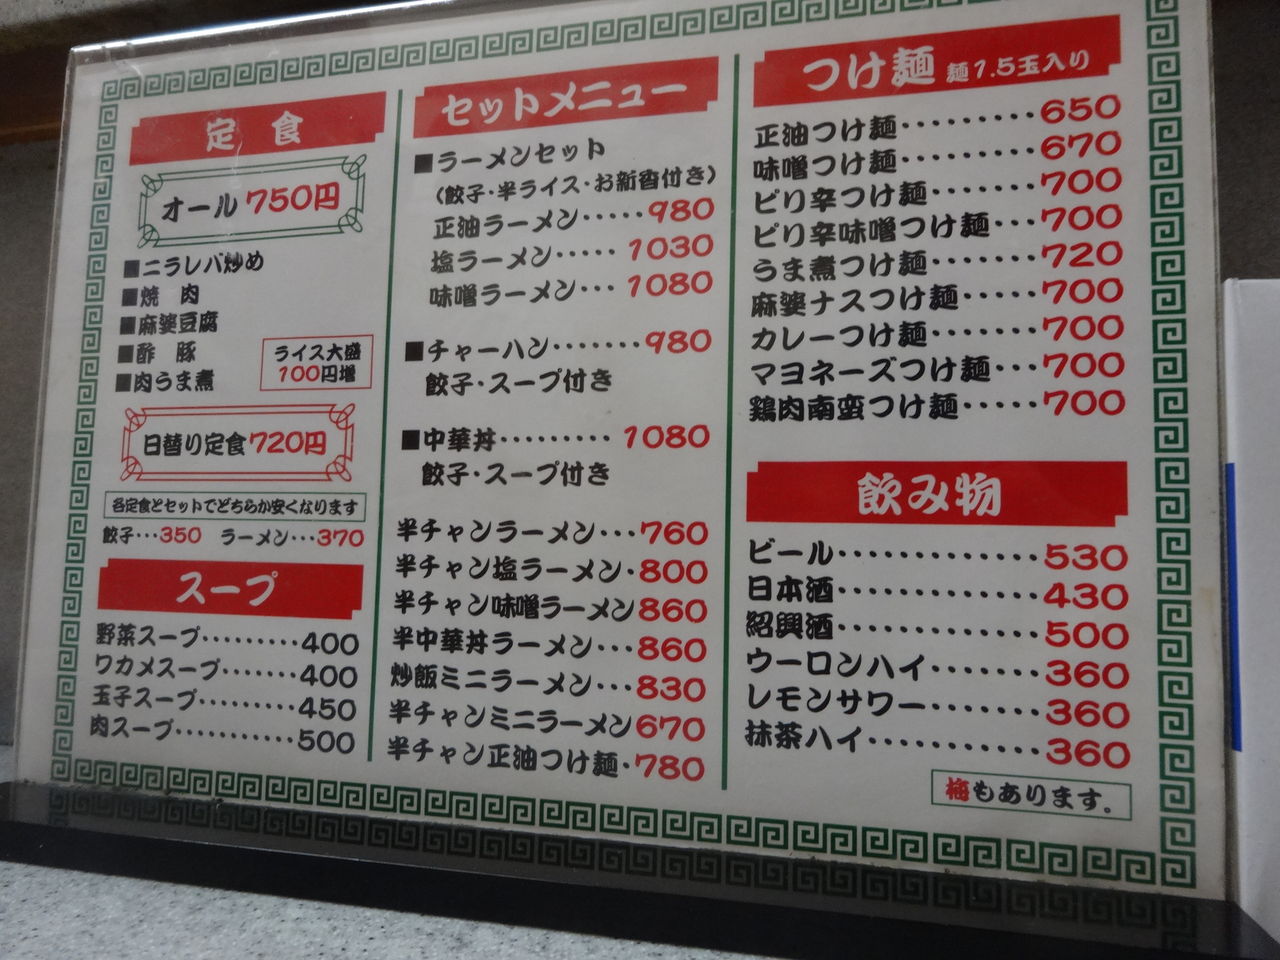 定 食
オール 750円
■ニラレバ炒め
■焼 肉
■麻婆豆腐
■酢 豚
■肉うま煮
ライス大盛
100円増
日替り定食720円
各定食とセットでどちらか安くなります
餃子…350 ラーメン…370
スープ
野菜スープ………400
ワカメスープ……400
玉子スープ………450
肉スープ…………500
セットメニュー
■ラーメンセット
(餃子・半ライス・お新香付き)
正油ラーメン……980
塩ラーメン……1030
味噌ラーメン…1080
■チャーハン………980
餃子・スープ付き
■中華丼………1080
餃子・スープ付き
半チャンラーメン…760
半チャン塩ラーメン・800
半チャン味噌ラーメン860
半中華丼ラーメン…860
炒飯ミニラーメン…830
半チャンミニラーメン670
半チャン正油つけ麺・780
つけ麺 麺1.5玉入り
正油つけ麺………650
味噌つけ麺………670
ピリ辛つけ麺……700
ピリ辛味噌つけ麺…700
うま煮つけ麺……720
麻婆ナスつけ麺……700
カレーつけ麺……700
マヨネーズつけ麺…700
鶏肉南蛮つけ麺……700
飲み物
ビール…………530
日本酒…………430
紹興酒…………500
ウーロンハイ……360
レモンサワー……360
抹茶ハイ…………360
梅もあります。